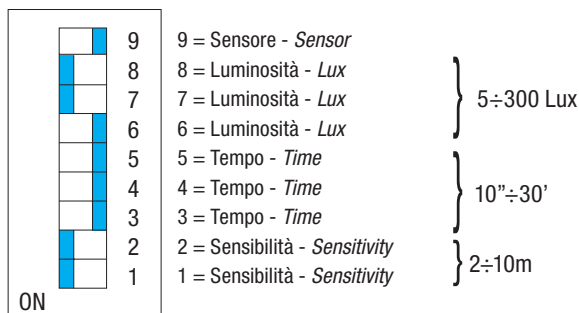 9 9 = Sensore - Sensor
8 8 = Luminosità - Lux
7 7 = Luminosità - Lux
6 6 = Luminosità - Lux
5÷300 Lux
5 5 = Tempo - Time
4 4 = Tempo - Time
3 3 = Tempo - Time
10”÷30’
2 2 = Sensibilità - Sensitivity
1 1 = Sensibilità - Sensitivity
2÷10m
ON